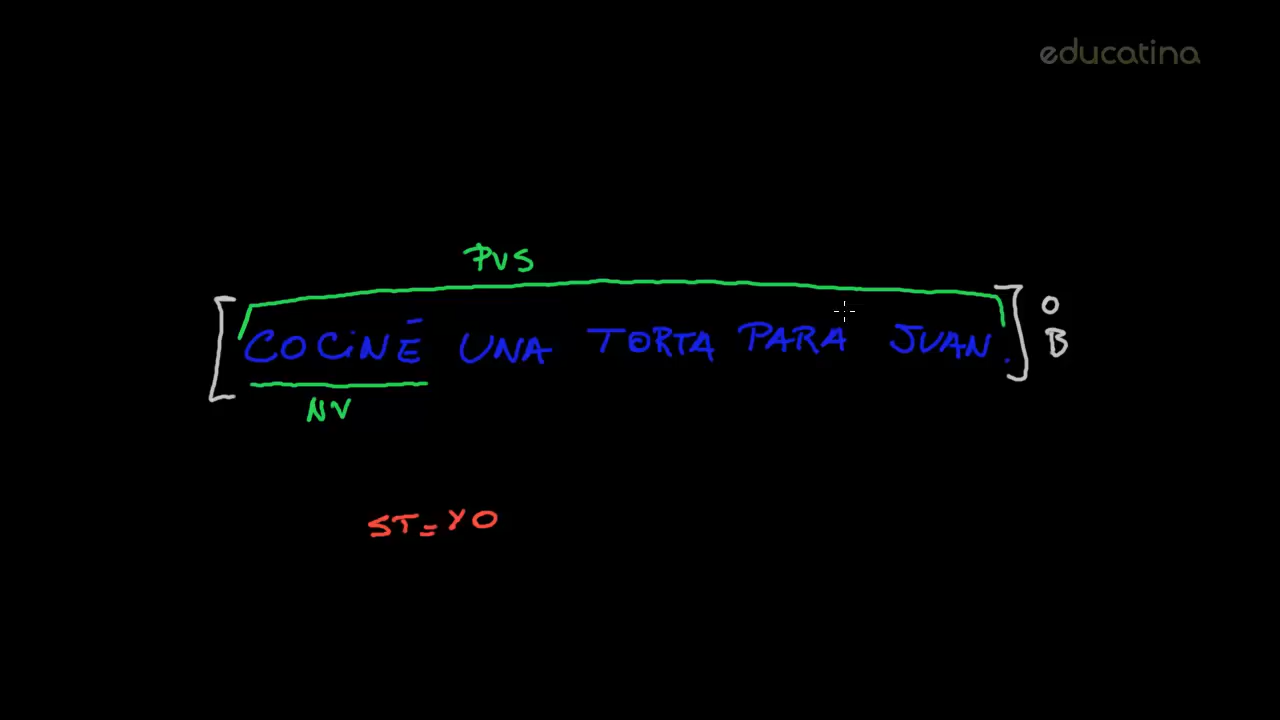 educatina
PVS
[COCINÉ UNA TORTA PARA JUAN.] O
B
NV
ST = YO